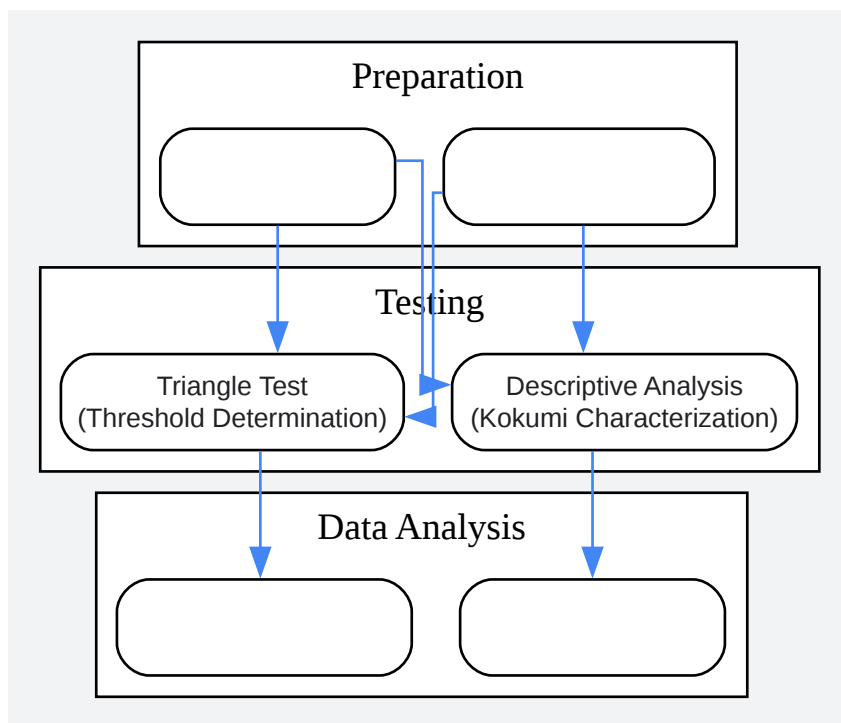 Preparation
Testing
Triangle Test
(Threshold Determination)
Descriptive Analysis
(Kokumi Characterization)
Data Analysis